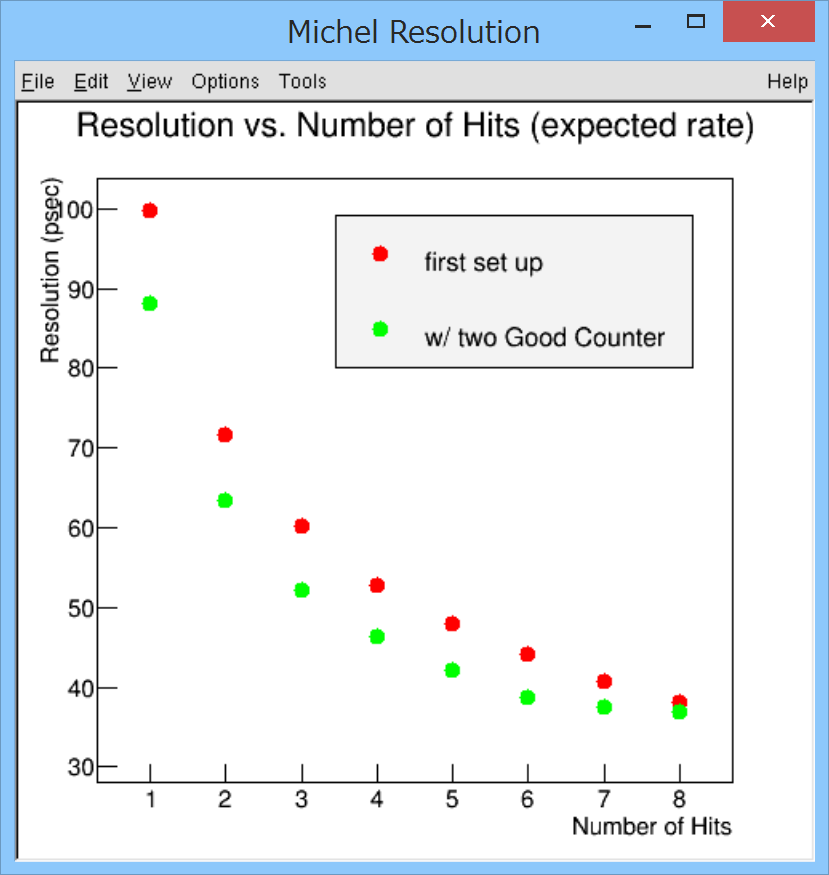 Michel Resolution
File Edit View Options Tools Help
Resolution vs. Number of Hits (expected rate)
Resolution (psec)
100
90
80
70
60
50
40
30
first set up
w/ two Good Counter
1 2 3 4 5 6 7 8
Number of Hits